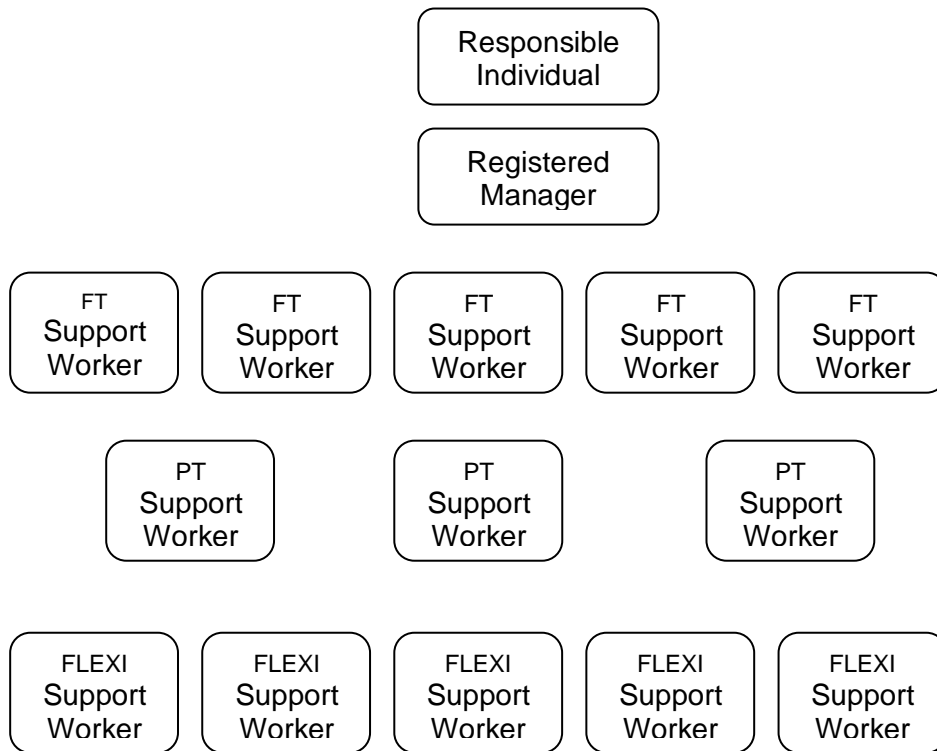 Responsible
Individual
Registered
Manager
FT
Support
Worker
FT
Support
Worker
FT
Support
Worker
FT
Support
Worker
FT
Support
Worker
PT
Support
Worker
PT
Support
Worker
PT
Support
Worker
FLEXI
Support
Worker
FLEXI
Support
Worker
FLEXI
Support
Worker
FLEXI
Support
Worker
FLEXI
Support
Worker